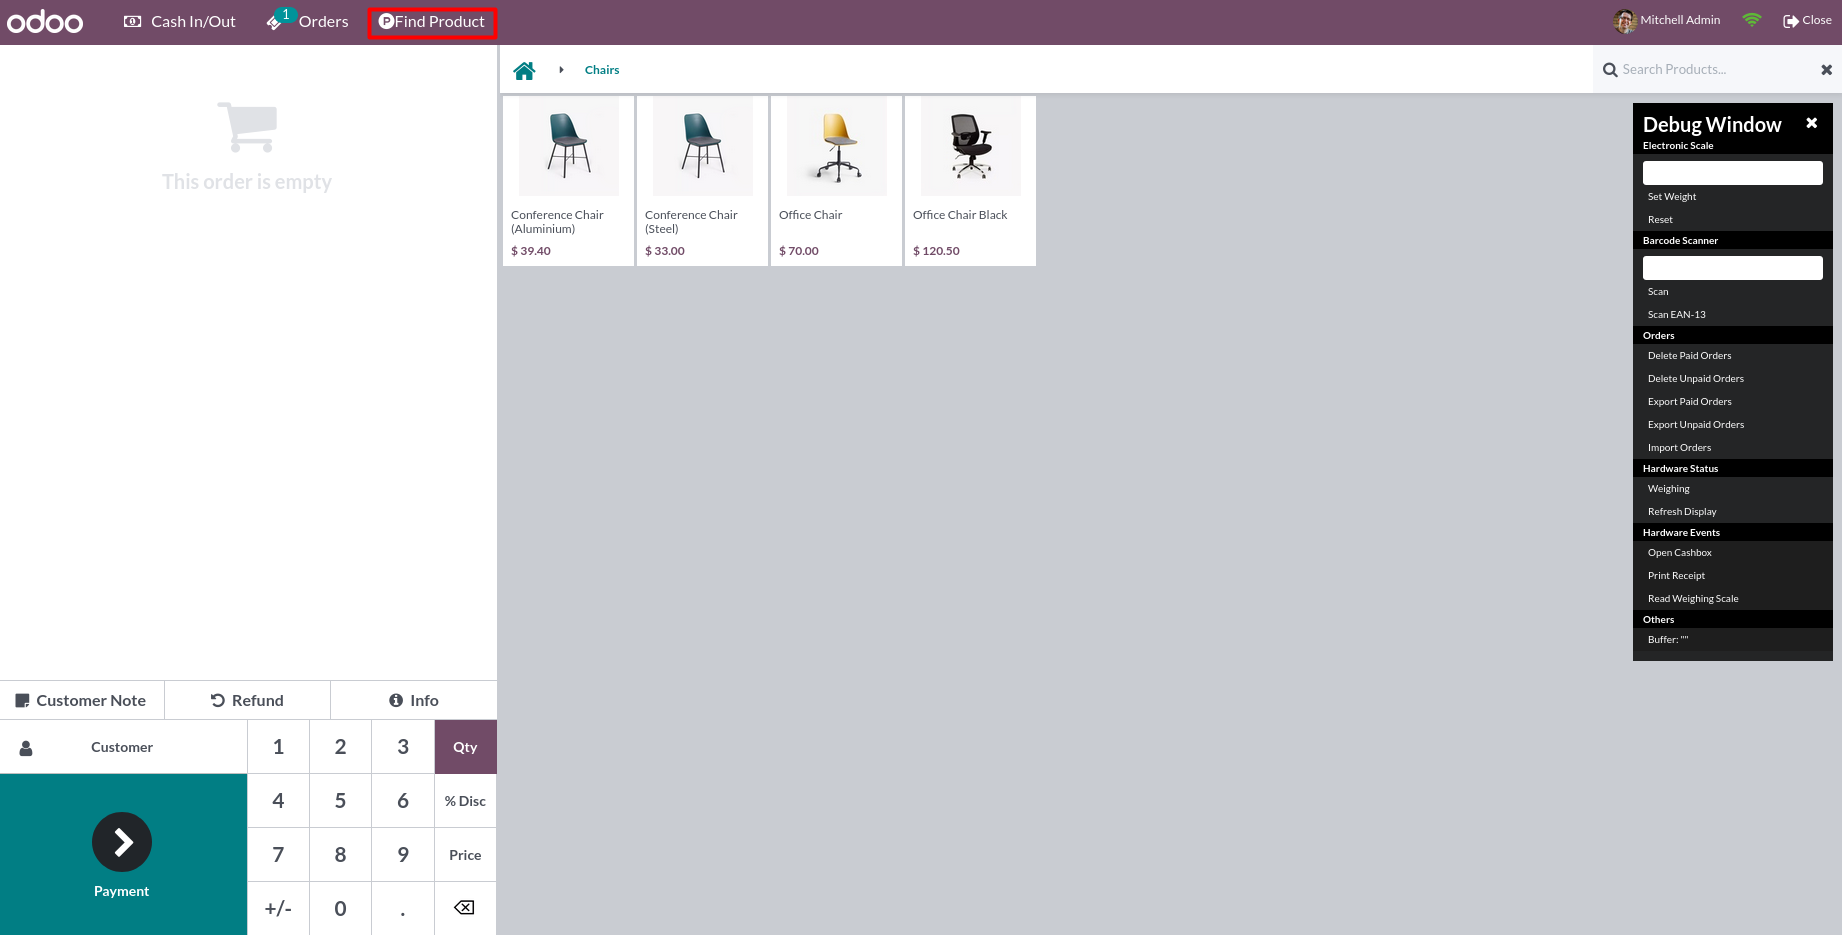 odoo
Cash In/Out
1
Orders
Find Product
Mitchell Admin
Close
Chairs
Search Products...
This order is empty
Conference Chair
(Aluminium)
$ 39.40
Conference Chair
(Steel)
$ 33.00
Office Chair
$ 70.00
Office Chair Black
$ 120.50
Debug Window
Electronic Scale
Set Weight
Reset
Barcode Scanner
Scan
Scan EAN-13
Orders
Delete Paid Orders
Delete Unpaid Orders
Export Paid Orders
Export Unpaid Orders
Import Orders
Hardware Status
Weighing
Refresh Display
Hardware Events
Open Cashbox
Print Receipt
Read Weighing Scale
Others
Buffer: ""
Customer Note
Refund
Info
Customer
1 2 3 Qty
4 5 6 % Disc
7 8 9 Price
Payment
+/- 0 .